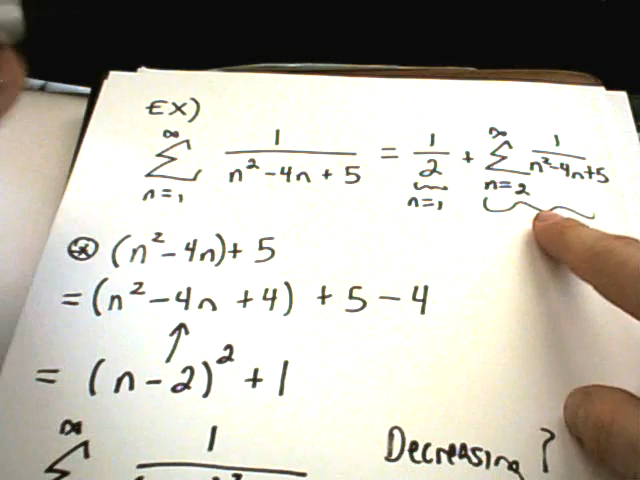 EX)
∞ ∑ n=1 1/(n² - 4n + 5) = 1/2 n=1, + ∞ ∑ n=2 1/(n² - 4n + 5)
⊛ (n² - 4n) + 5
= (n² - 4n + 4) + 5 - 4
↑
= (n - 2)² + 1
∞ ∑ 1 Decreasing?